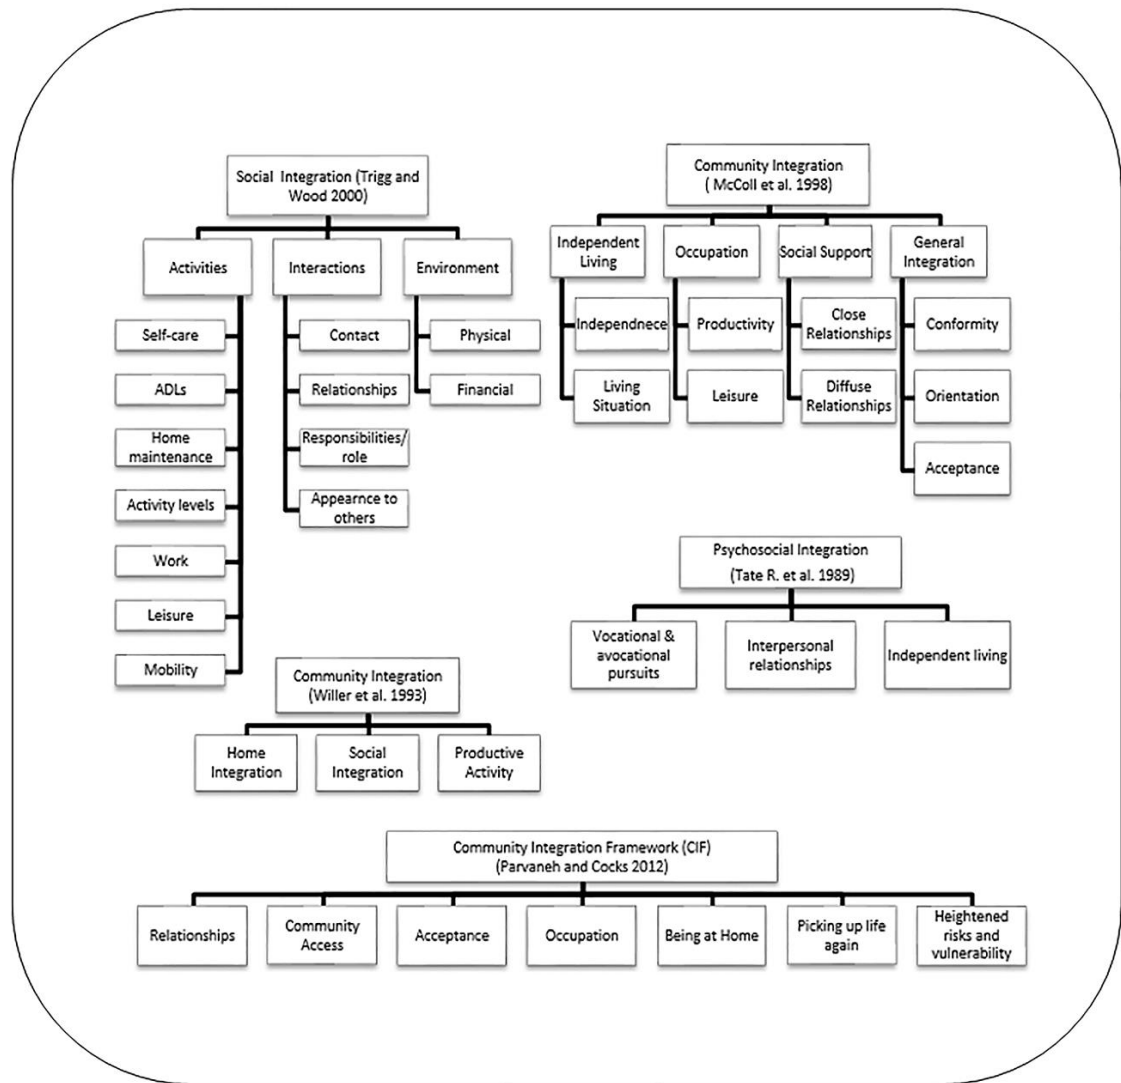 Social Integration (Trigg and
Wood 2000)
Activities
Interactions
Environment
Self-care
ADLs
Home
maintenance
Activity levels
Work
Leisure
Mobility
Contact
Relationships
Responsibilities/
role
Appearnce to
others
Physical
Financial
Community Integration
( McColl et al. 1998)
Independent
Living
Occupation
Social Support
General
Integration
Independnece
Living
Situation
Productivity
Leisure
Close
Relationships
Diffuse
Relationships
Conformity
Orientation
Acceptance
Psychosocial Integration
(Tate R. et al. 1989)
Vocational &
avocational
pursuits
Interpersonal
relationships
Independent living
Community Integration
(Willer et al. 1993)
Home
Integration
Social
Integration
Productive
Activity
Community Integration Framework (CIF)
(Parvaneh and Cocks 2012)
Relationships
Community
Access
Acceptance
Occupation
Being at Home
Picking up life
again
Heightened
risks and
vulnerability